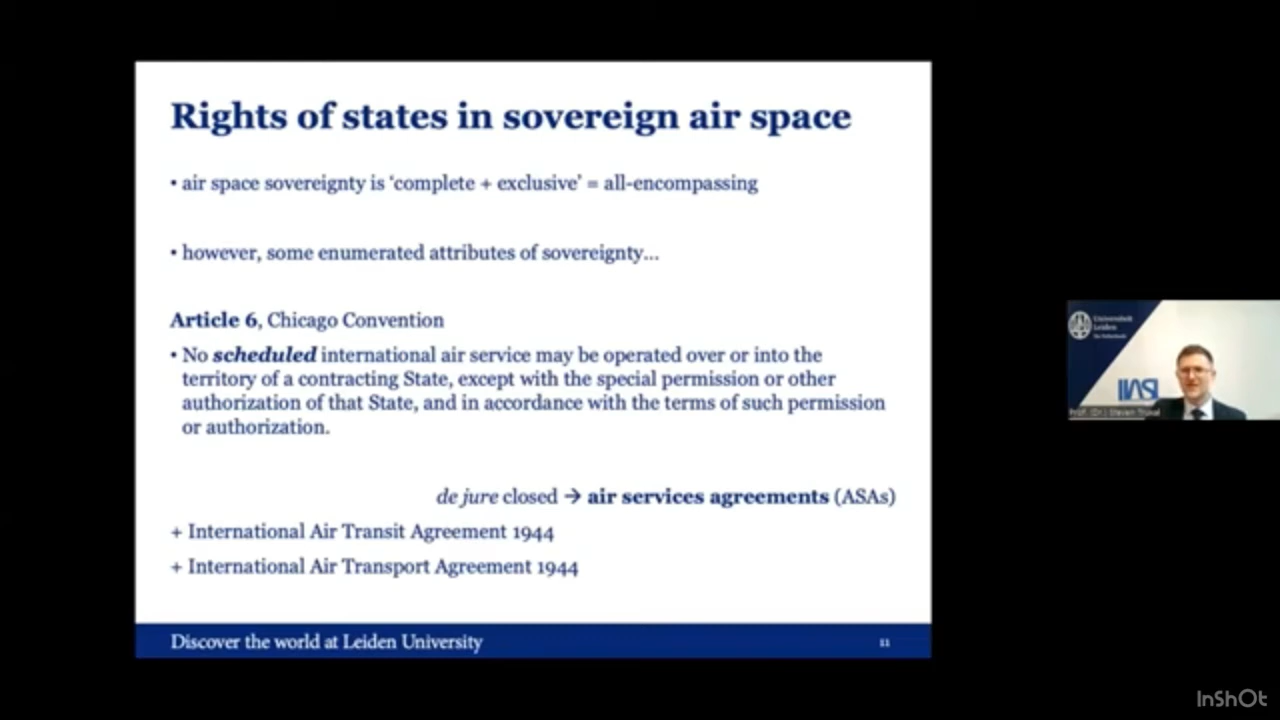 Rights of states in sovereign air space
• air space sovereignty is ‘complete + exclusive’ = all-encompassing
• however, some enumerated attributes of sovereignty...
Article 6, Chicago Convention
• No scheduled international air service may be operated over or into the
territory of a contracting State, except with the special permission or other
authorization of that State, and in accordance with the terms of such permission
or authorization.
de jure closed → air services agreements (ASAs)
+ International Air Transit Agreement 1944
+ International Air Transport Agreement 1944
Discover the world at Leiden University
11
Universiteit
Leiden
IIASL
Steven
InShOt